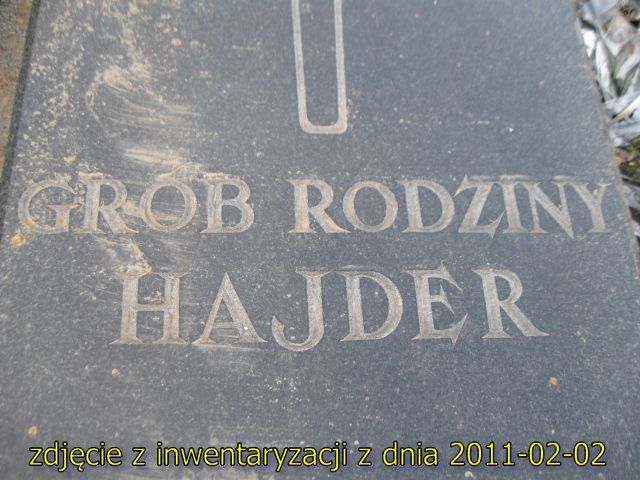 GRÓB RODZINY
HAJDER
zdjęcie z inwentaryzacji z dnia 2011-02-02